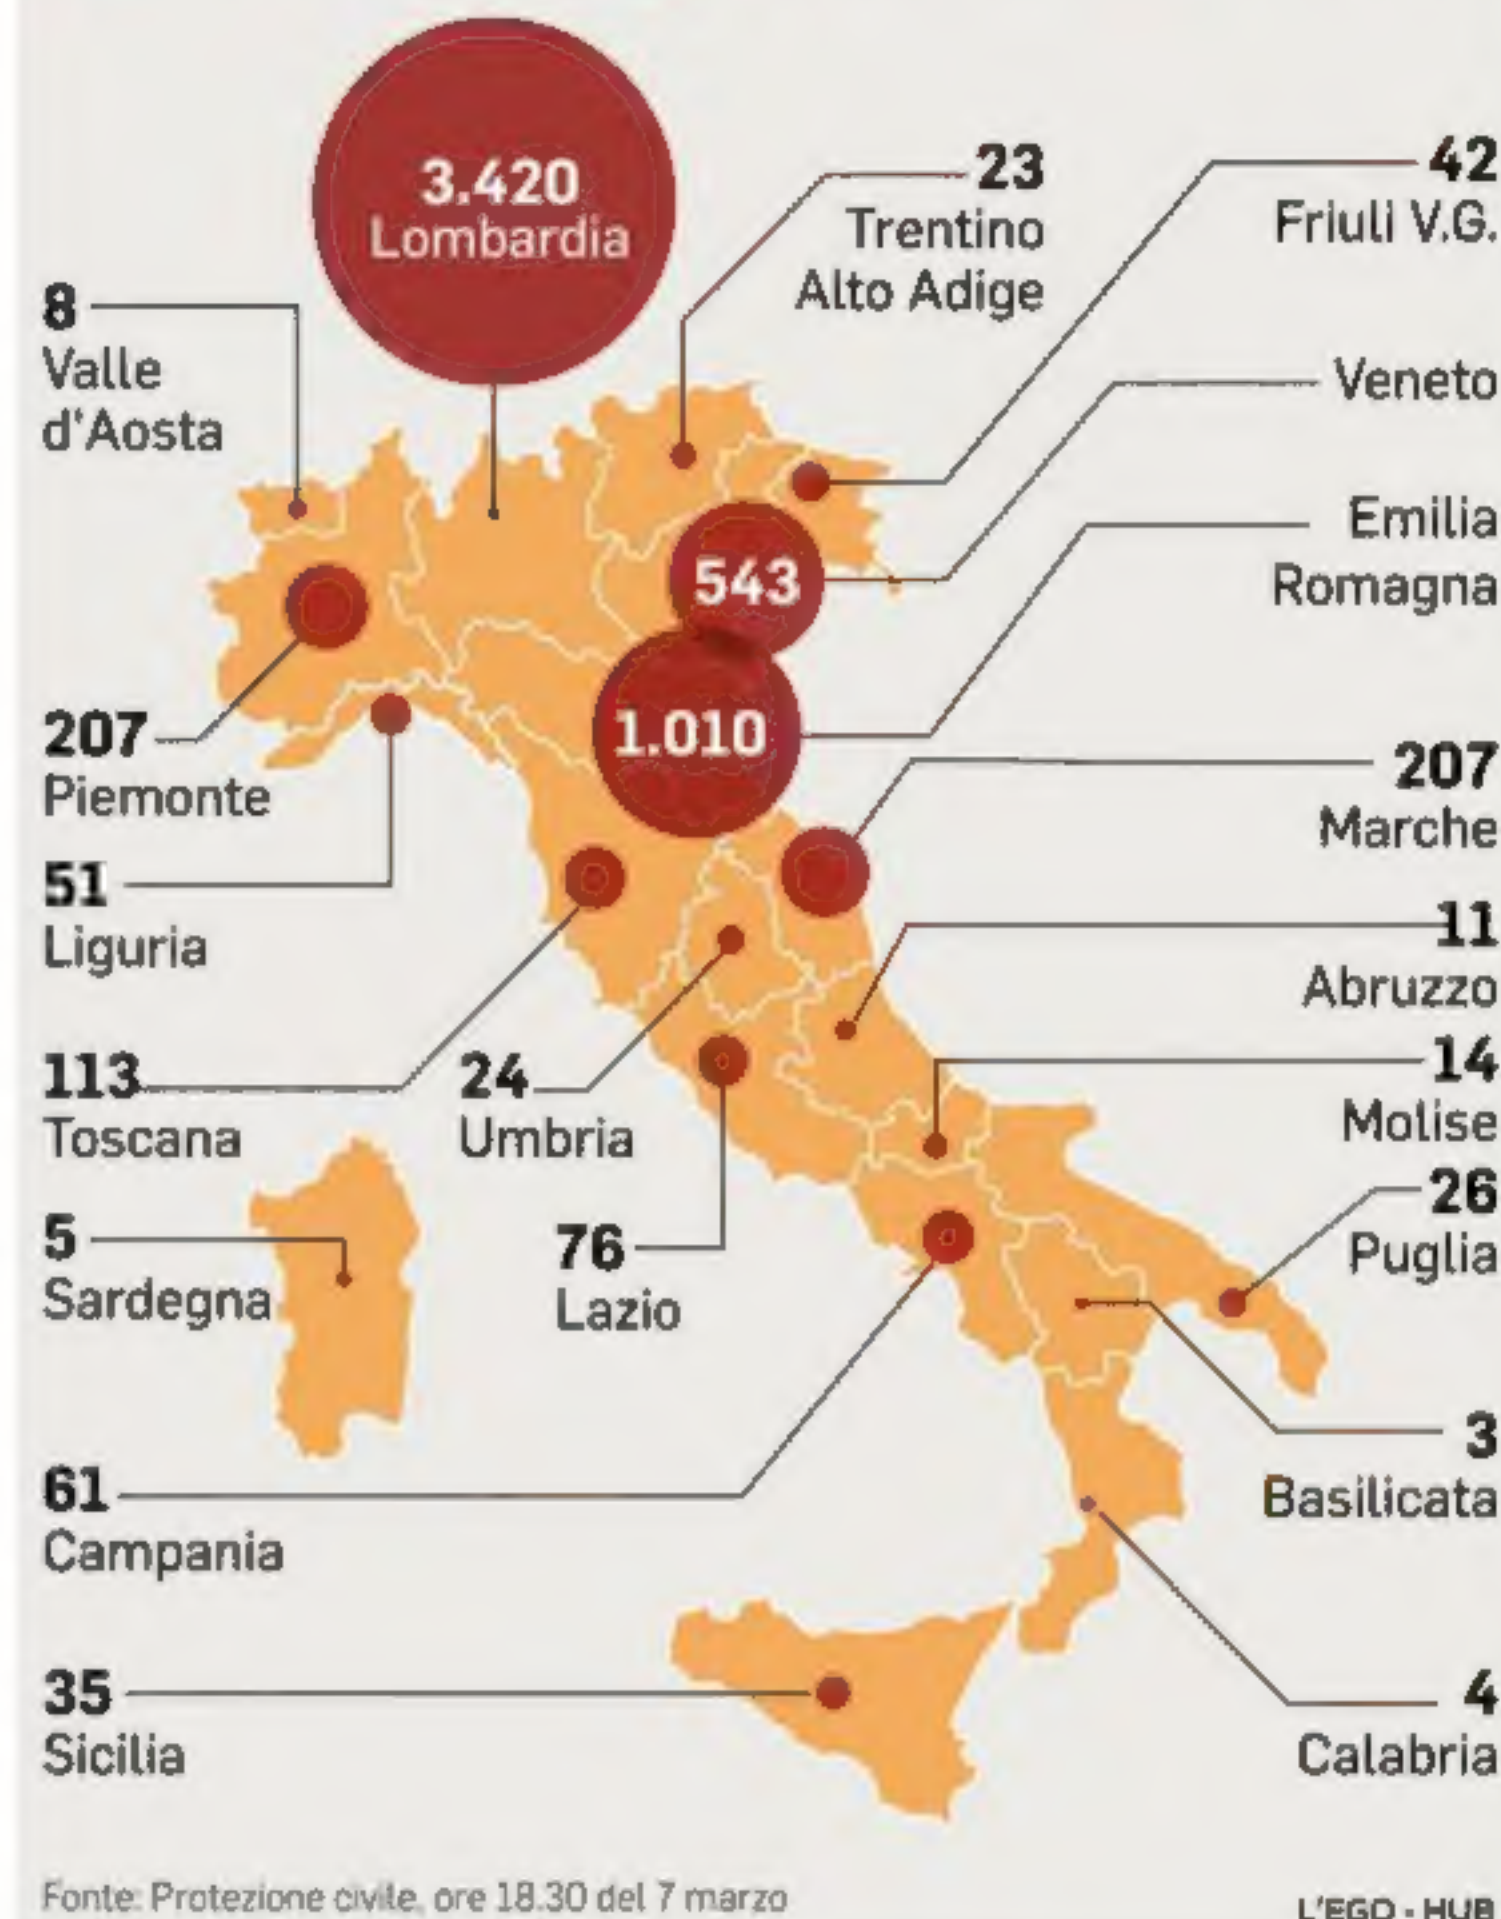 3.420
Lombardia
23
Trentino
Alto Adige
42
Friuli V.G.
8
Valle
d'Aosta
Veneto
543
Emilia
Romagna
1.010
207
Piemonte
207
Marche
51
Liguria
11
Abruzzo
113
Toscana
24
Umbria
14
Molise
5
Sardegna
76
Lazio
26
Puglia
61
Campania
3
Basilicata
35
Sicilia
4
Calabria
Fonte: Protezione civile, ore 18.30 del 7 marzo
L'EGO - HUB